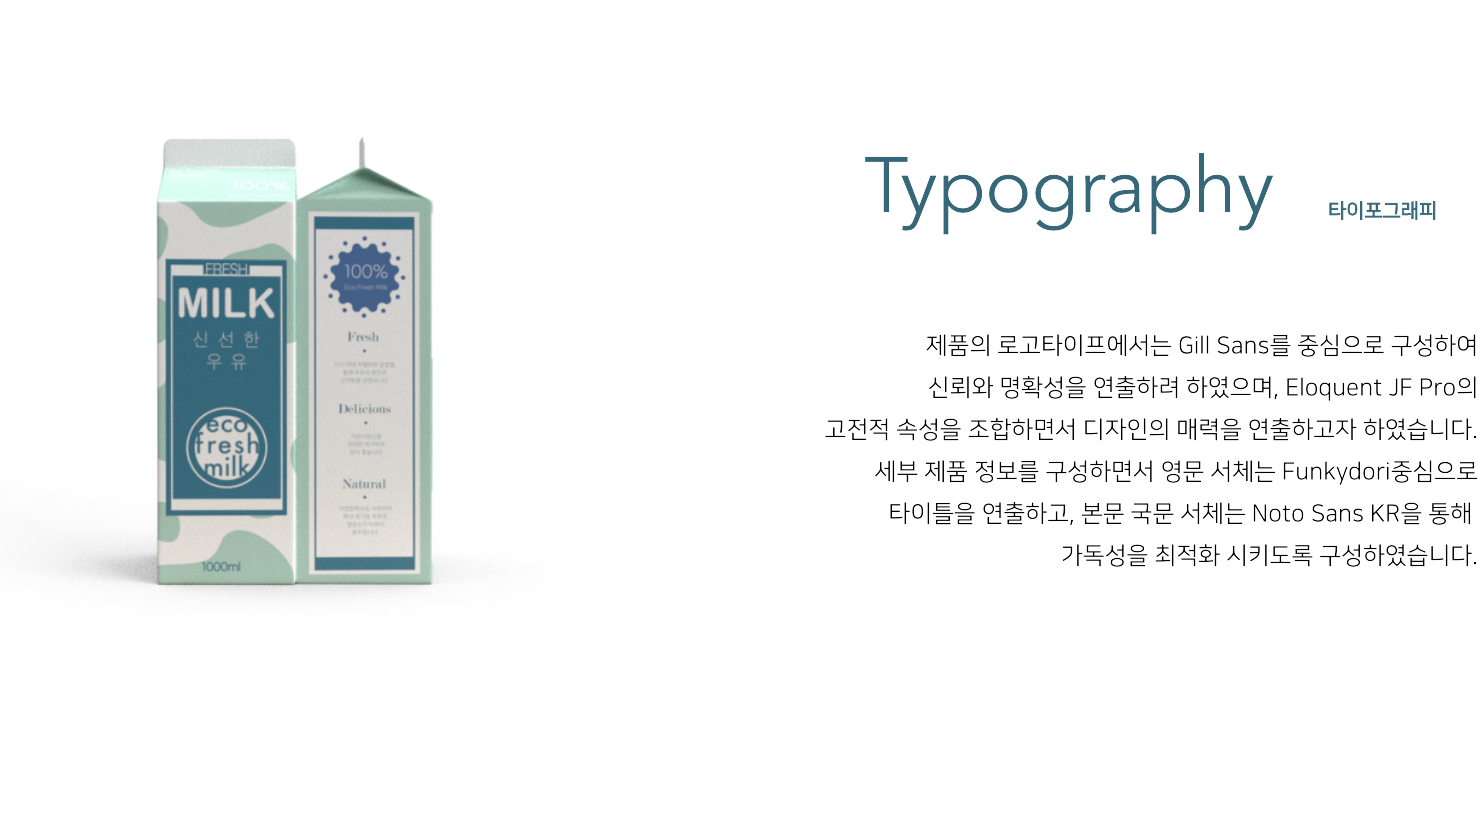 100%
FRESH
MILK
신선한
우유
eco
fresh
milk
1000ml
100%
Eco Fresh Milk
Fresh
Delicious
Natural
Typography 타이포그래피
제품의 로고타이프에서는 Gill Sans를 중심으로 구성하여
신뢰와 명확성을 연출하려 하였으며, Eloquent JF Pro의
고전적 속성을 조합하면서 디자인의 매력을 연출하고자 하였습니다.
세부 제품 정보를 구성하면서 영문 서체는 Funkydori중심으로
타이틀을 연출하고, 본문 국문 서체는 Noto Sans KR을 통해
가독성을 최적화 시키도록 구성하였습니다.